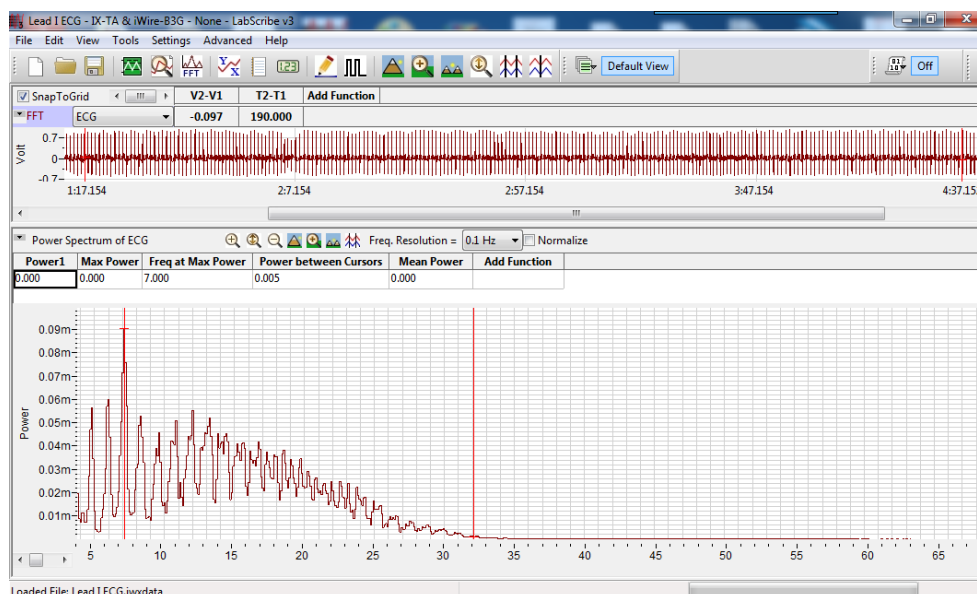 Lead I ECG - IX-TA & iWire-B3G - None - LabScribe v3
File Edit View Tools Settings Advanced Help
FFT Y X 123 Default View Off
SnapToGrid V2-V1 T2-T1 Add Function
FFT ECG -0.097 190.000
Volt
0.7
0
-0.7
1:17.154 2:7.154 2:57.154 3:47.154 4:37.15
Power Spectrum of ECG Freq. Resolution = 0.1 Hz Normalize
Power1 Max Power Freq at Max Power Power between Cursors Mean Power Add Function
0.000 0.000 7.000 0.005 0.000
Power
0.09m
0.08m
0.07m
0.06m
0.05m
0.04m
0.03m
0.02m
0.01m
5 10 15 20 25 30 35 40 45 50 55 60 65
Loaded File: Lead I ECG.iwxdata